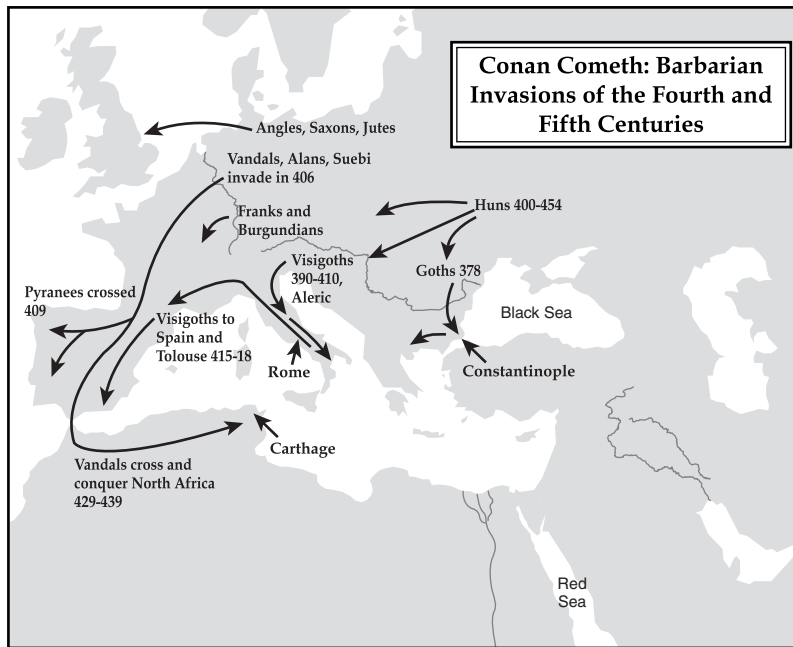 Conan Cometh: Barbarian
Invasions of the Fourth and
Fifth Centuries
Angles, Saxons, Jutes
Vandals, Alans, Suebi
invade in 406
Huns 400-454
Franks and
Burgundians
Visigoths
390-410,
Aleric
Goths 378
Pyranees crossed
409
Black Sea
Visigoths to
Spain and
Tolouse 415-18
Rome
Constantinople
Carthage
Vandals cross and
conquer North Africa
429-439
Red
Sea